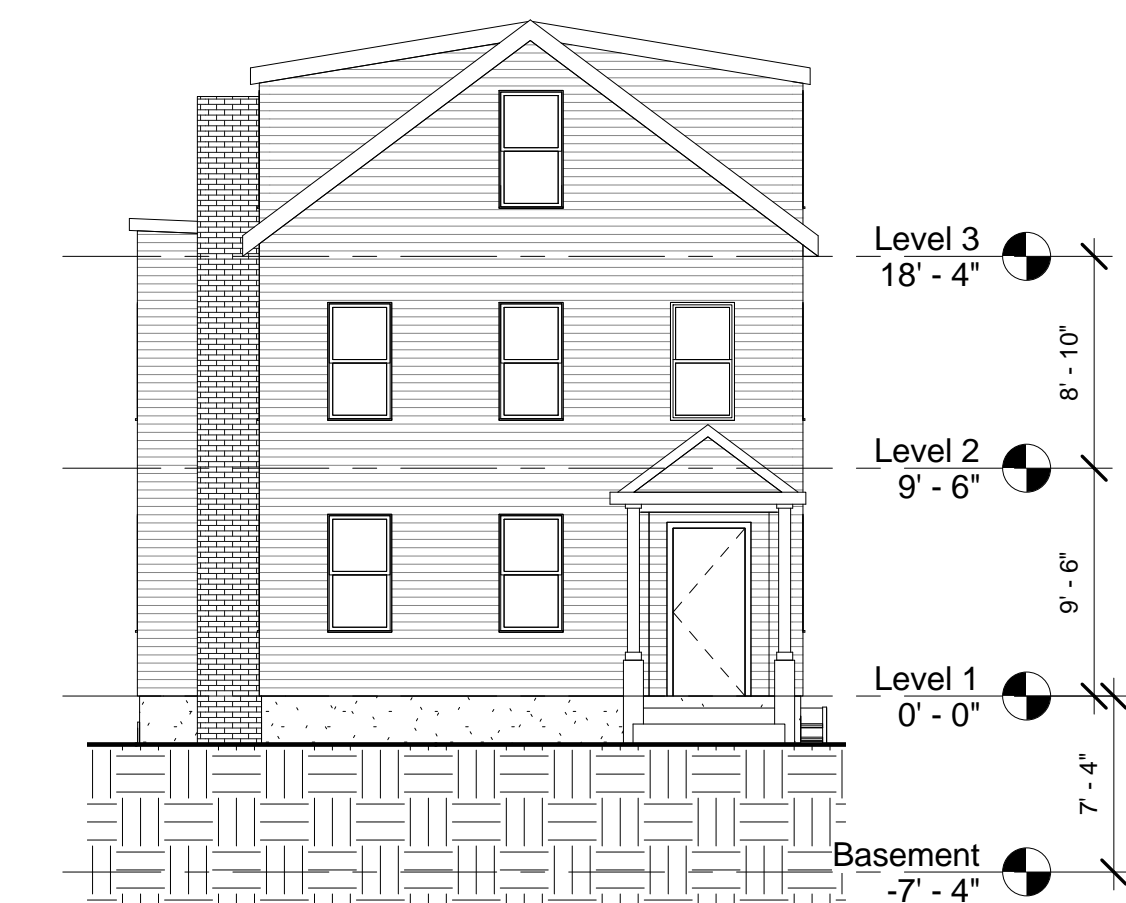 Level 3
18' - 4"
8' - 10"
Level 2
9' - 6"
9' - 6"
Level 1
0' - 0"
7' - 4"
Basement
-7' - 4"